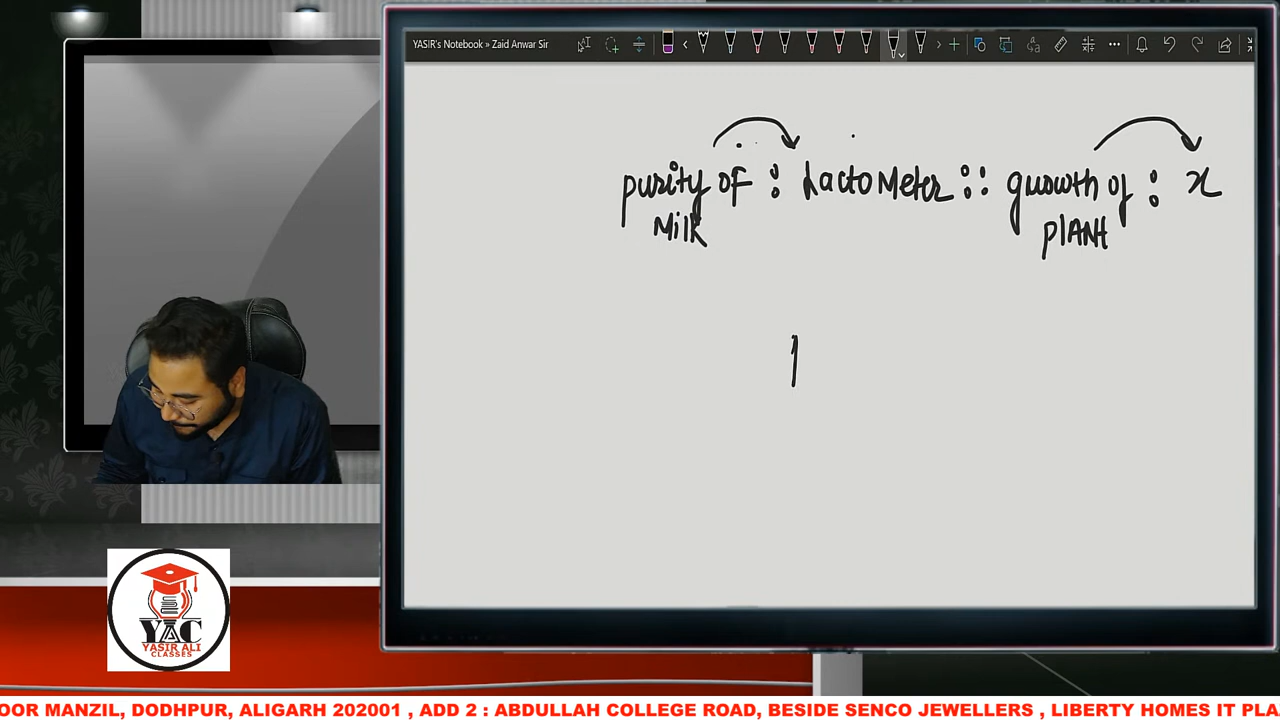 YASIR's Notebook » Zaid Anwar Sir
purity of : LactoMeter :: growth of : x
Milk
plANt
YAC
YASIR ALI
CLASSES
OOR MANZIL, DODHPUR, ALIGARH 202001 , ADD 2 : ABDULLAH COLLEGE ROAD, BESIDE SENCO JEWELLERS , LIBERTY HOMES IT PLA